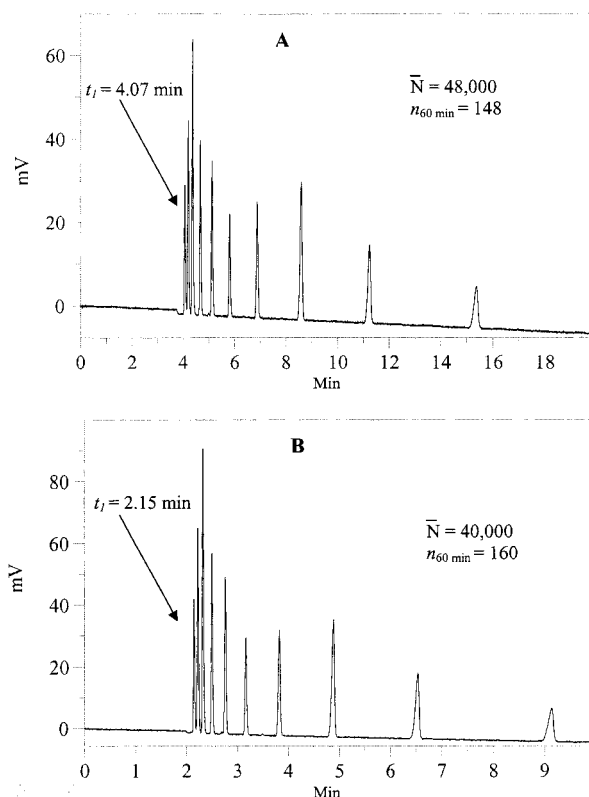 A
60
t₁ = 4.07 min
N̅ = 48,000
n₆₀ ₘᵢₙ = 148
40
mV
20
0
0 2 4 6 8 10 12 14 16 18
Min
B
80
t₁ = 2.15 min
N̅ = 40,000
n₆₀ ₘᵢₙ = 160
60
mV
40
20
0
0 1 2 3 4 5 6 7 8 9
Min